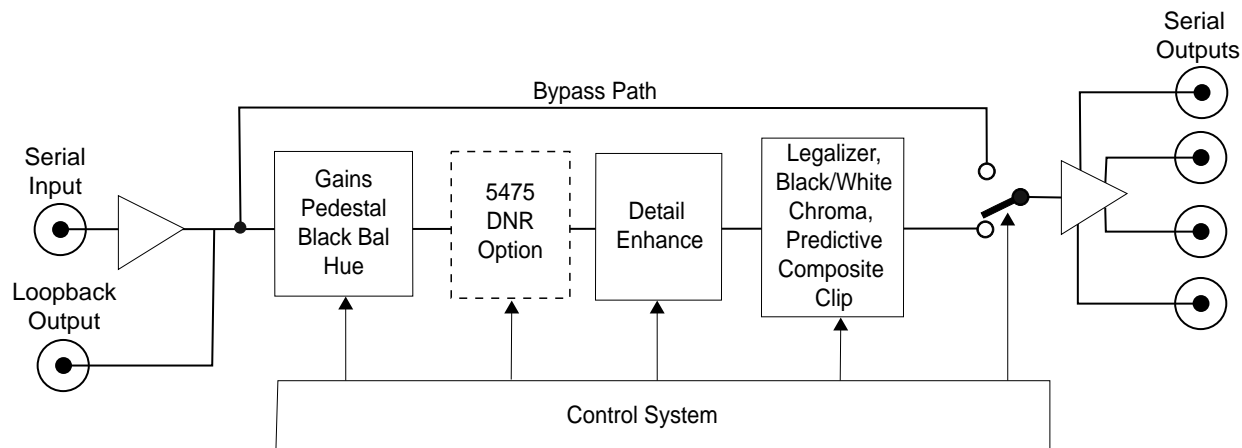 Serial
Outputs
Bypass Path
Serial
Input
Gains
Pedestal
Black Bal
Hue
5475
DNR
Option
Detail
Enhance
Legalizer,
Black/White
Chroma,
Predictive
Composite
Clip
Loopback
Output
Control System